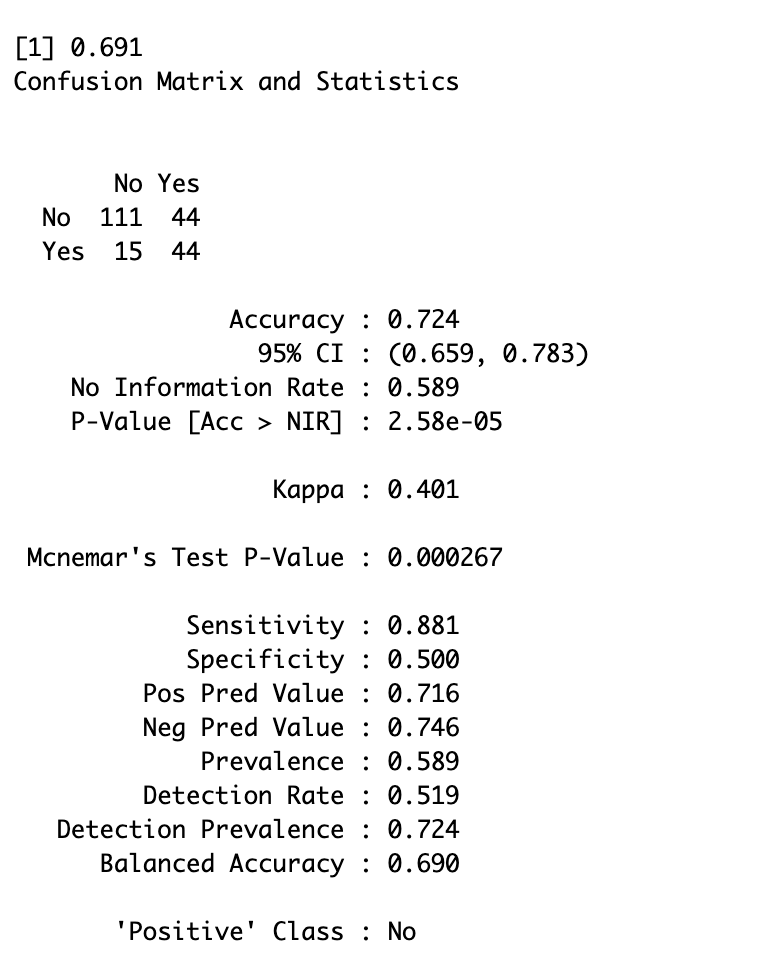 [1] 0.691
Confusion Matrix and Statistics
No Yes
No 111 44
Yes 15 44
Accuracy : 0.724
95% CI : (0.659, 0.783)
No Information Rate : 0.589
P-Value [Acc > NIR] : 2.58e-05
Kappa : 0.401
Mcnemar's Test P-Value : 0.000267
Sensitivity : 0.881
Specificity : 0.500
Pos Pred Value : 0.716
Neg Pred Value : 0.746
Prevalence : 0.589
Detection Rate : 0.519
Detection Prevalence : 0.724
Balanced Accuracy : 0.690
'Positive' Class : No